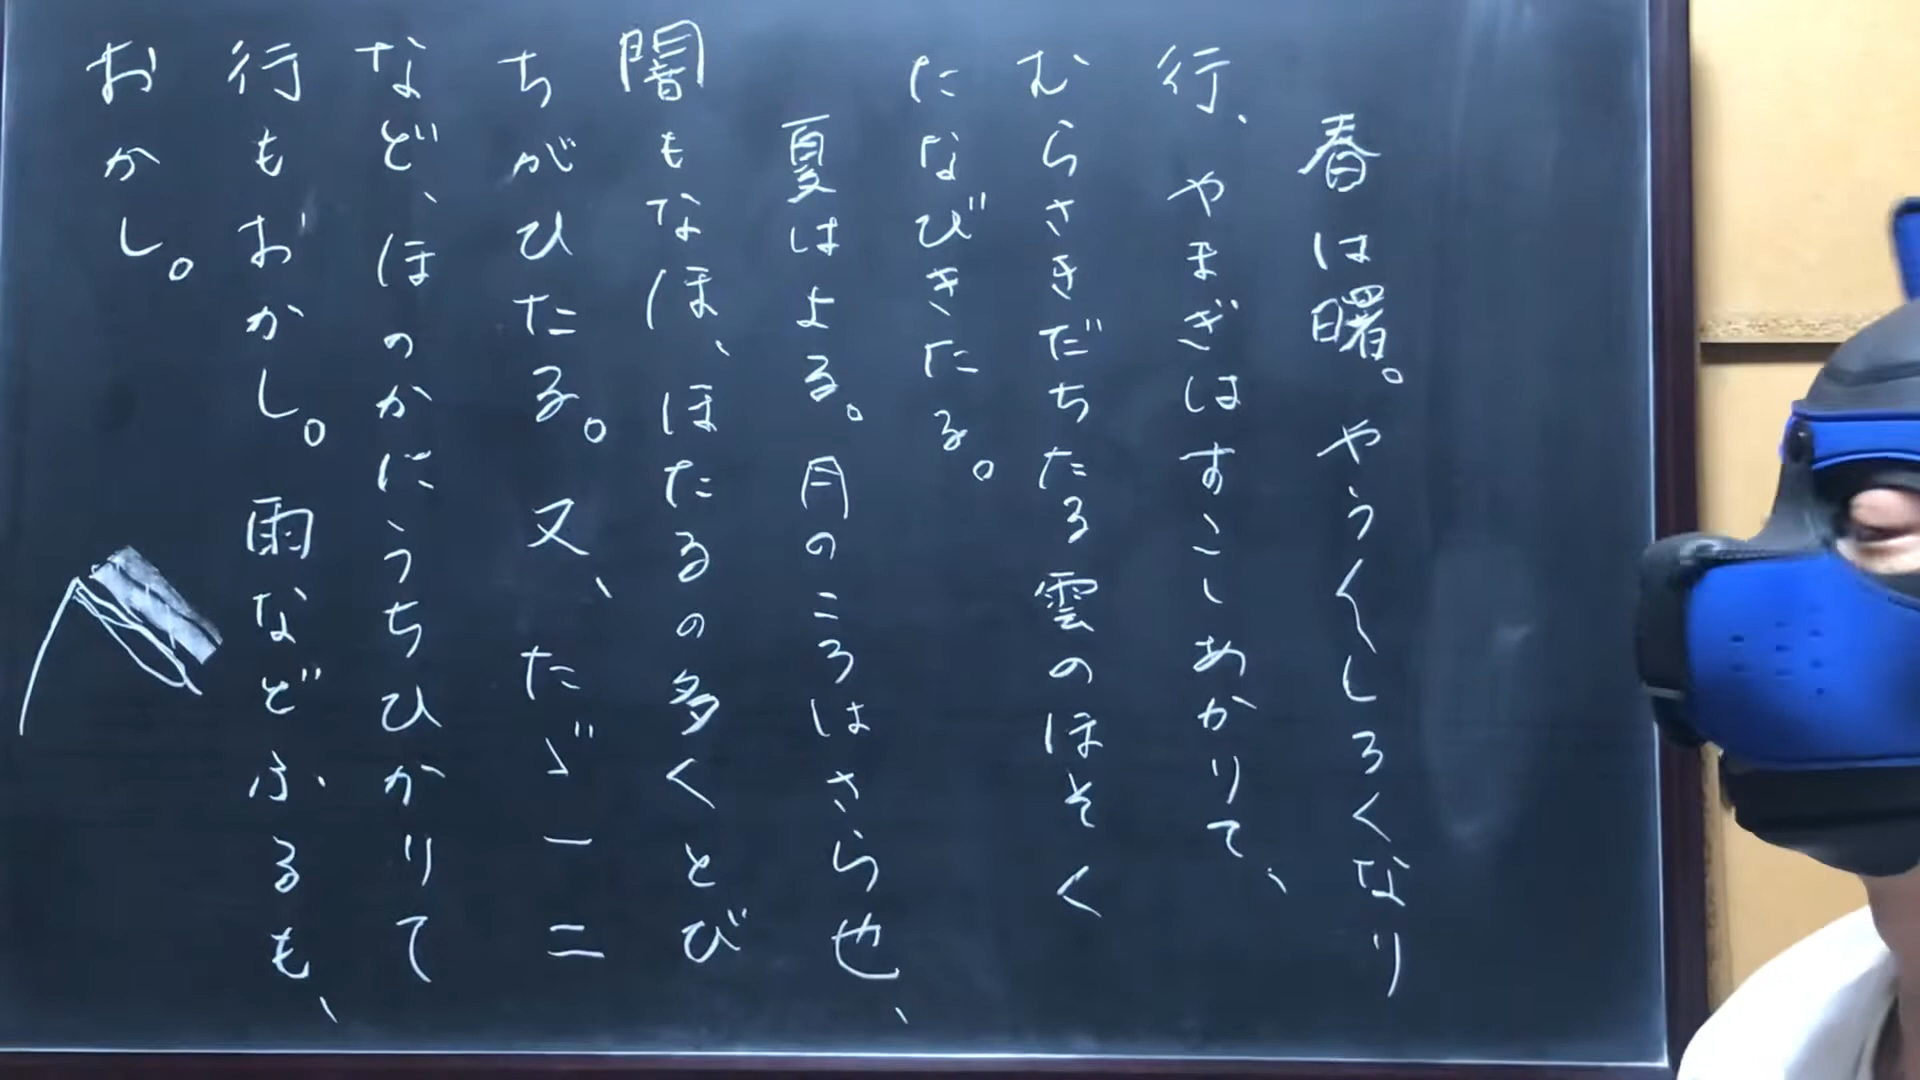 春は曙。やう〱しろくなり
行、やまぎはすこしあかりて、
むらさきだちたる雲のほそく
たなびきたる。
夏はよる。月のころはさら也、
闇もなほ、ほたるの多くとび
ちがひたる。又、たゞ一二
など、ほのかにうちひかりて
行もおかし。雨などふるも、
おかし。